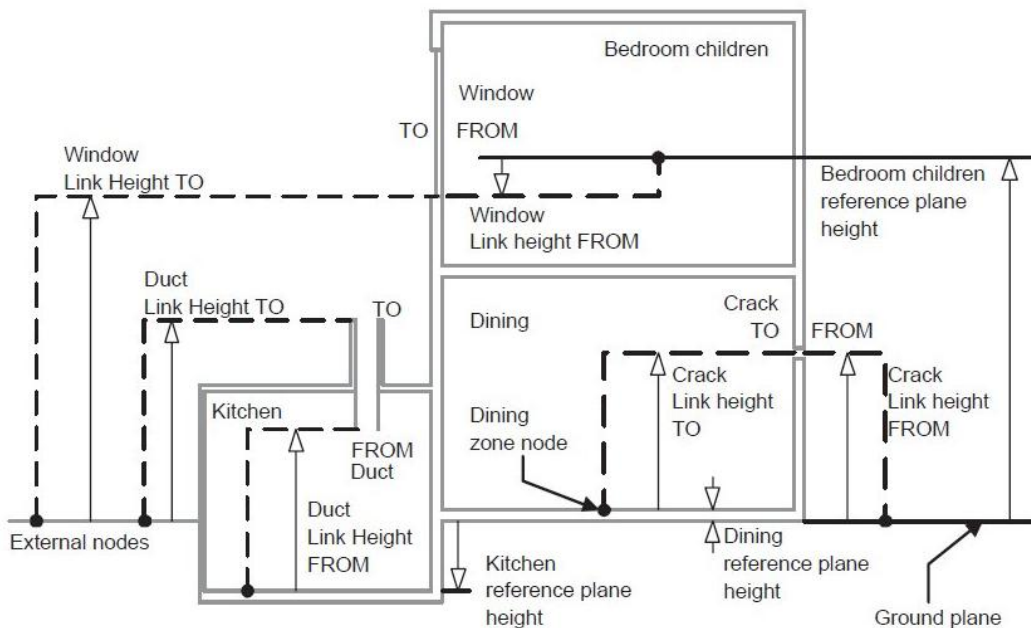 Bedroom children
Window
TO FROM
Window
Link Height TO
Bedroom children
reference plane
height
Window
Link height FROM
Duct
Link Height TO
TO
Dining
Crack
TO FROM
Crack
Link height
TO
Crack
Link height
FROM
Kitchen
Dining
zone node
FROM
Duct
Duct
Link Height
FROM
External nodes
Kitchen
reference plane
height
Dining
reference plane
height
Ground plane